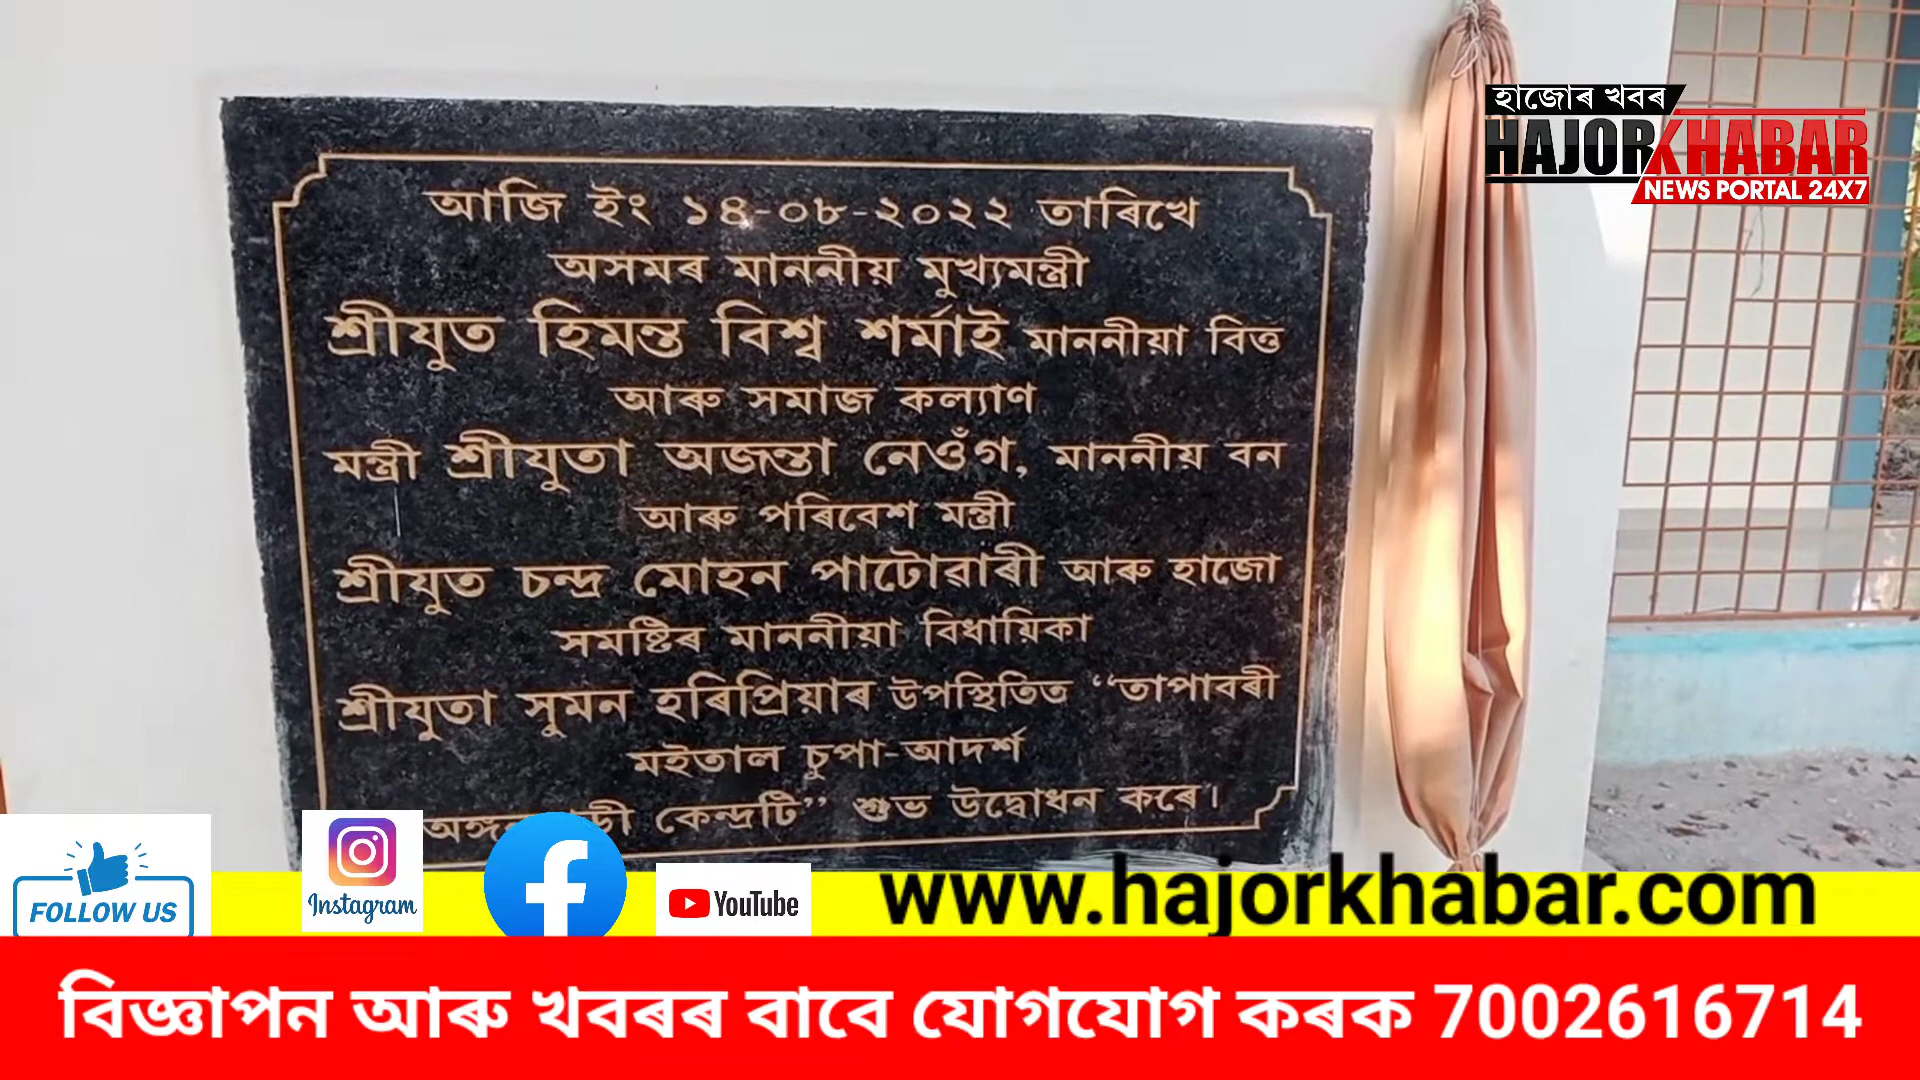 হাজোৰ খবৰ
HAJORKHABAR
NEWS PORTAL 24X7
আজি ইং ১৪-০৮-২০২২ তাৰিখে
অসমৰ মাননীয় মুখ্যমন্ত্ৰী
শ্ৰীযুত হিমন্ত বিশ্ব শৰ্মাই মাননীয়া বিত্ত
আৰু সমাজ কল্যাণ
মন্ত্ৰী শ্ৰীযুতা অজন্তা নেওঁগ, মাননীয় বন
আৰু পৰিবেশ মন্ত্ৰী
শ্ৰীযুত চন্দ্ৰ মোহন পাটোৱাৰী আৰু হাজো
সমষ্টিৰ মাননীয়া বিধায়িকা
শ্ৰীযুতা সুমন হৰিপ্ৰিয়াৰ উপস্থিতিত “তাপাবৰী
মইতাল চুপা-আদৰ্শ
কেন্দ্ৰটি” শুভ উদ্বোধন কৰে।
FOLLOW US
Instagram
YouTube
www.hajorkhabar.com
বিজ্ঞাপন আৰু খবৰৰ বাবে যোগযোগ কৰক 7002616714